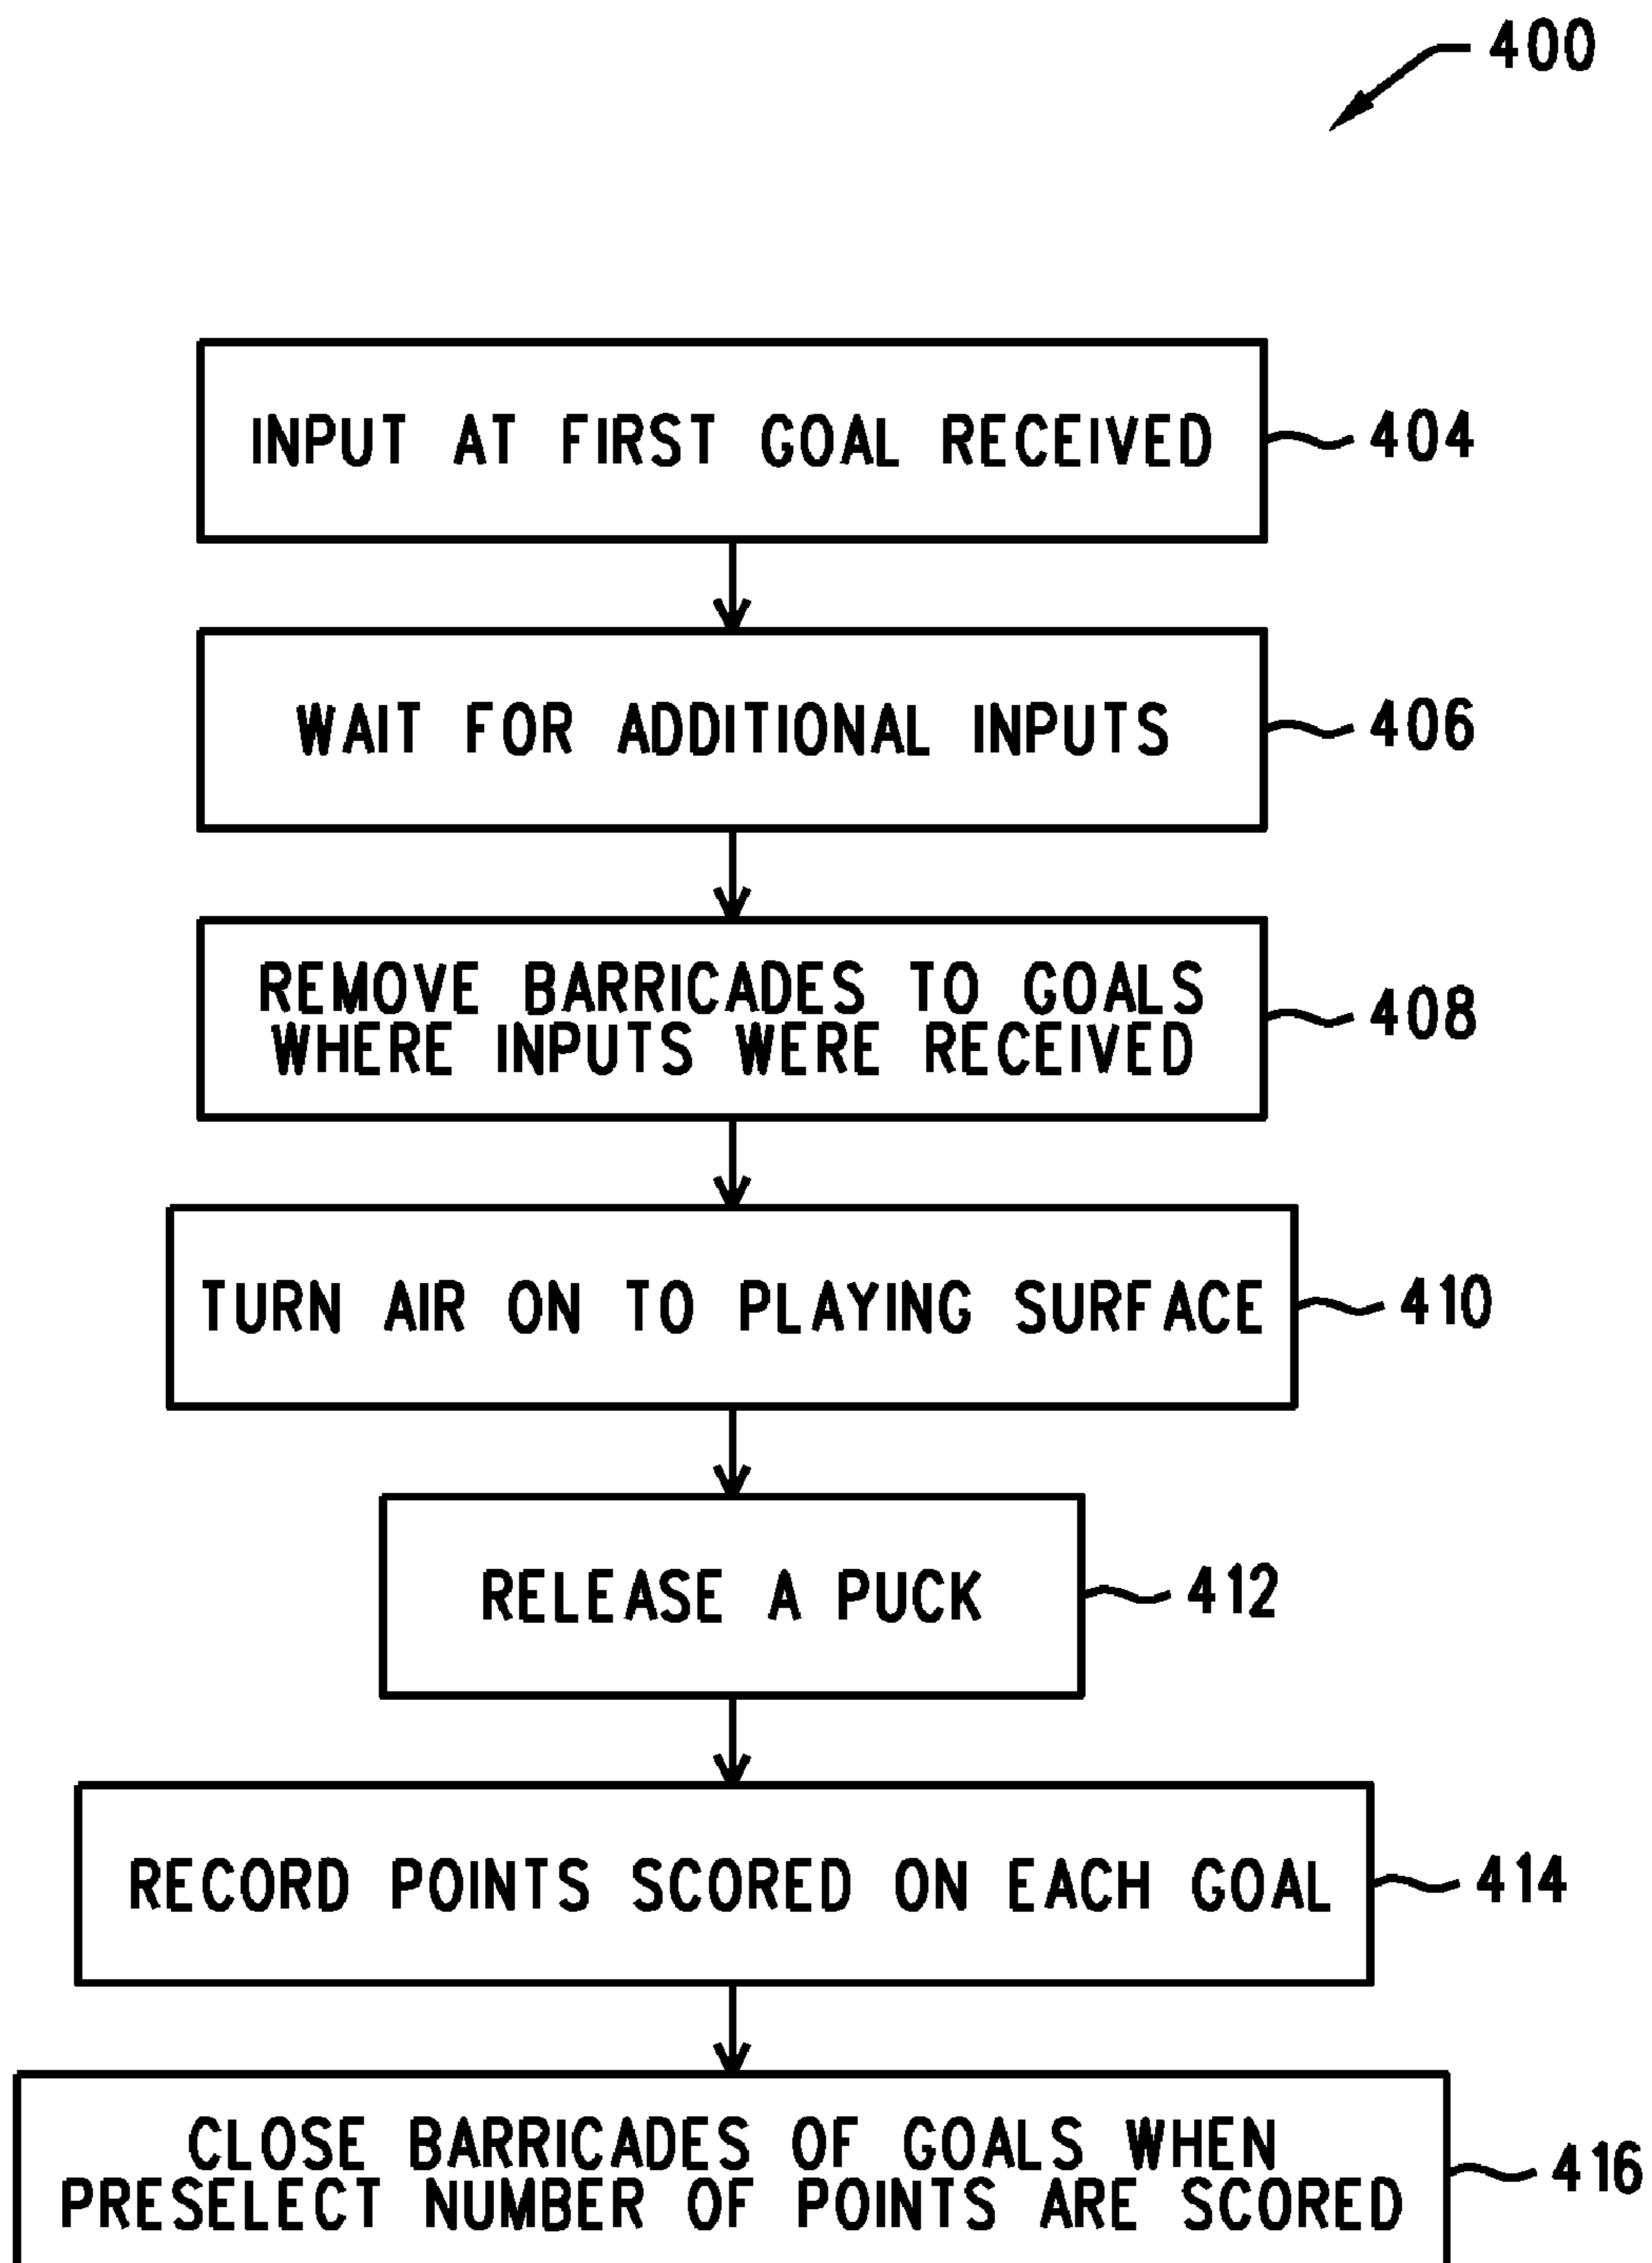 400
INPUT AT FIRST GOAL RECEIVED
404
WAIT FOR ADDITIONAL INPUTS
406
REMOVE BARRICADES TO GOALS
WHERE INPUTS WERE RECEIVED
408
TURN AIR ON TO PLAYING SURFACE
410
RELEASE A PUCK
412
RECORD POINTS SCORED ON EACH GOAL
414
CLOSE BARRICADES OF GOALS WHEN
PRESELECT NUMBER OF POINTS ARE SCORED
416